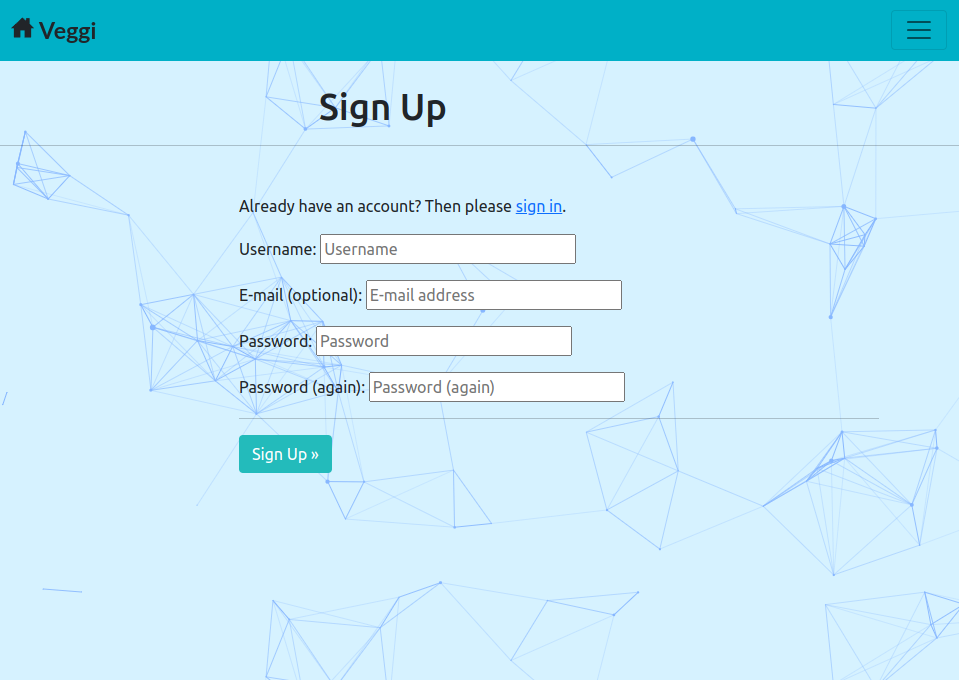 Veggi
Sign Up
Already have an account? Then please sign in.
Username: Username
E-mail (optional): E-mail address
Password: Password
Password (again): Password (again)
Sign Up »